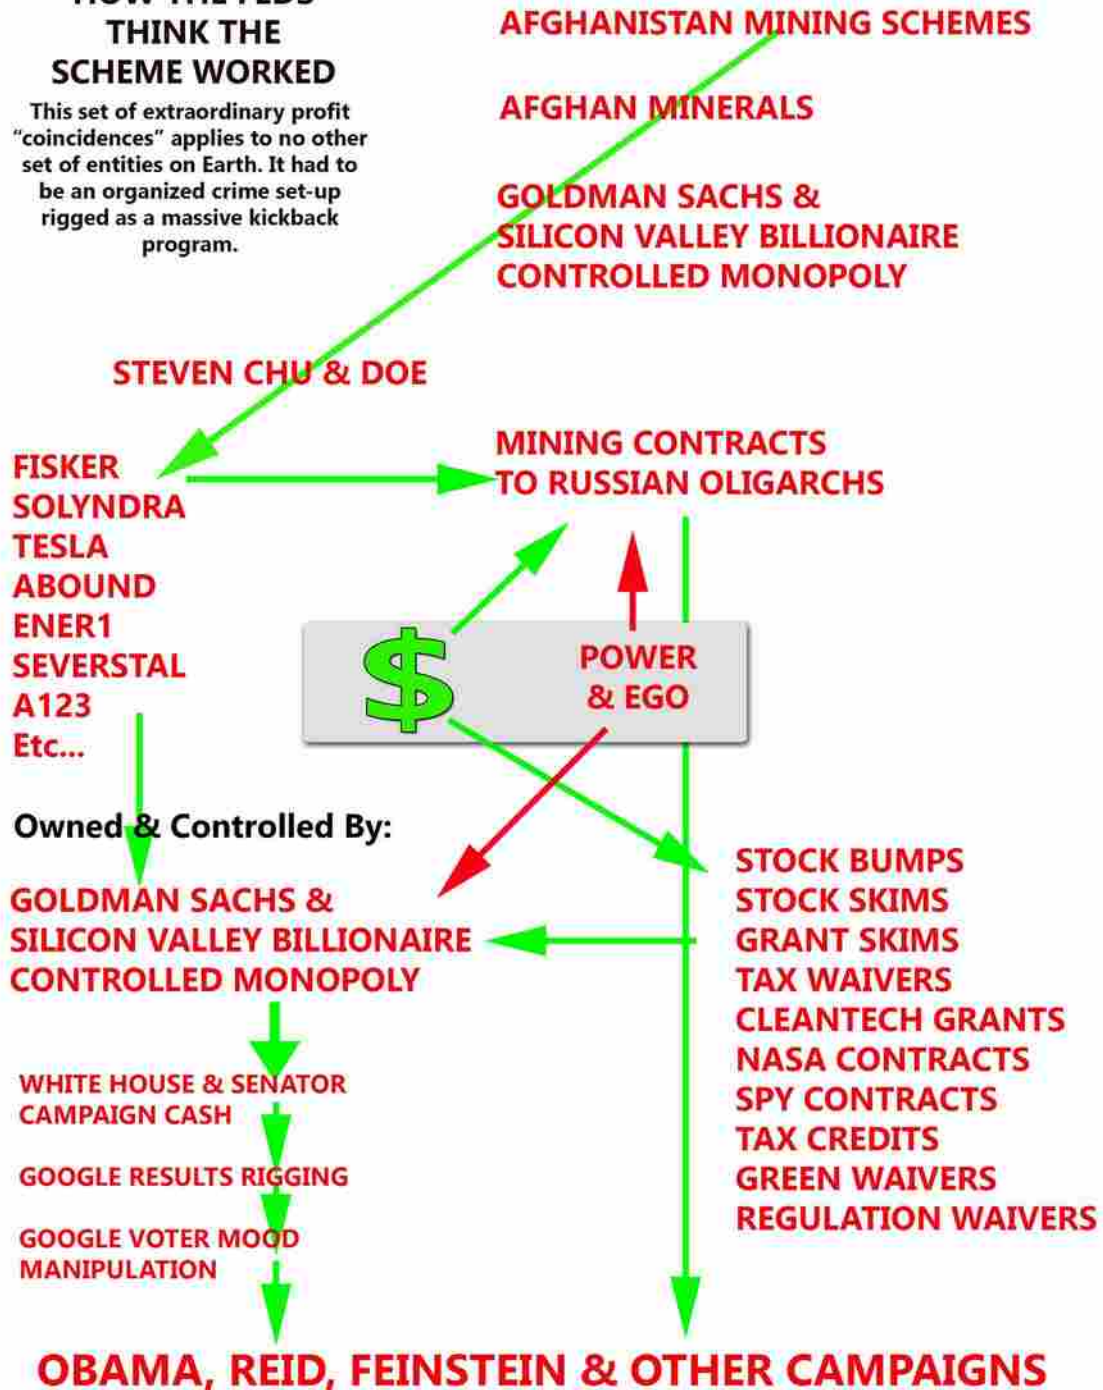 HOW THE FEDS
THINK THE
SCHEME WORKED
This set of extraordinary profit
“coincidences” applies to no other
set of entities on Earth. It had to
be an organized crime set-up
rigged as a massive kickback
program.
AFGHANISTAN MINING SCHEMES
AFGHAN MINERALS
GOLDMAN SACHS &
SILICON VALLEY BILLIONAIRE
CONTROLLED MONOPOLY
STEVEN CHU & DOE
FISKER
SOLYNDRA
TESLA
ABOUND
ENER1
SEVERSTAL
A123
Etc...
MINING CONTRACTS
TO RUSSIAN OLIGARCHS
$
POWER
& EGO
Owned & Controlled By:
GOLDMAN SACHS &
SILICON VALLEY BILLIONAIRE
CONTROLLED MONOPOLY
STOCK BUMPS
STOCK SKIMS
GRANT SKIMS
TAX WAIVERS
CLEANTECH GRANTS
NASA CONTRACTS
SPY CONTRACTS
TAX CREDITS
GREEN WAIVERS
REGULATION WAIVERS
WHITE HOUSE & SENATOR
CAMPAIGN CASH
GOOGLE RESULTS RIGGING
GOOGLE VOTER MOOD
MANIPULATION
OBAMA, REID, FEINSTEIN & OTHER CAMPAIGNS